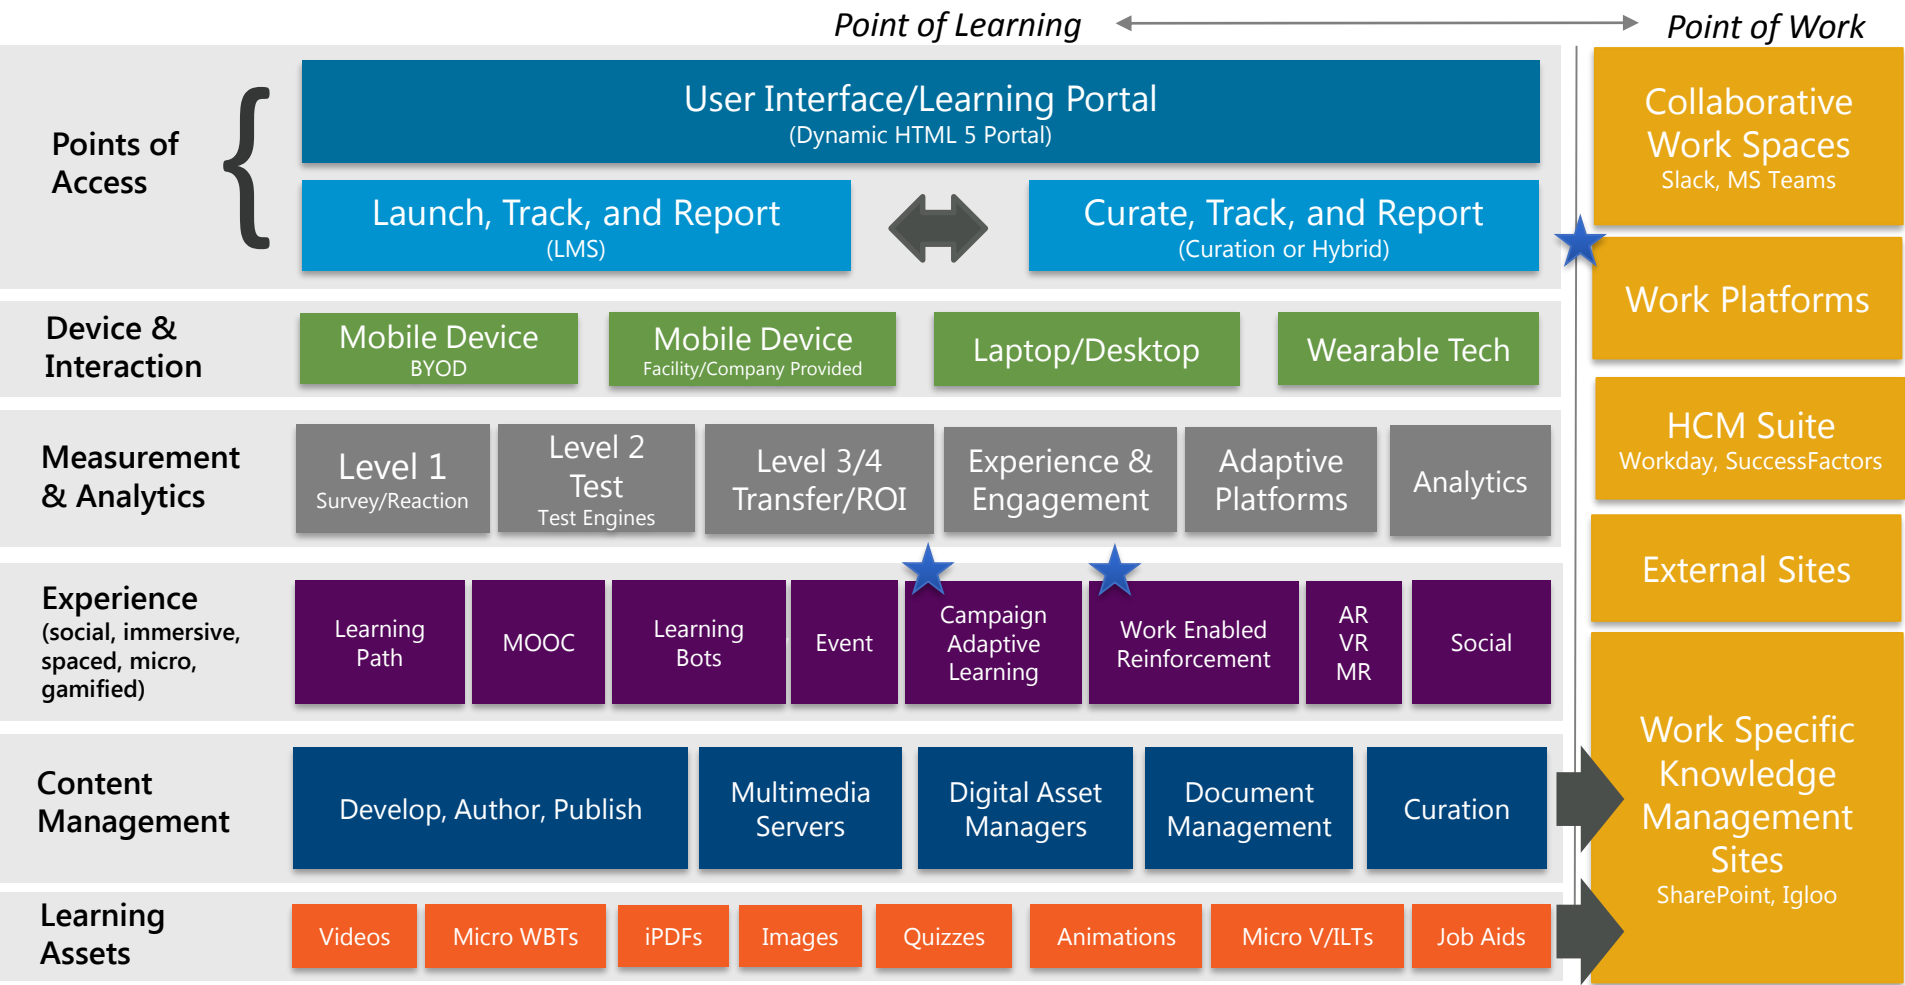 Point of Learning
Point of Work
Points of
Access
User Interface/Learning Portal
(Dynamic HTML 5 Portal)
Launch, Track, and Report
(LMS)
Curate, Track, and Report
(Curation or Hybrid)
Device &
Interaction
Mobile Device
BYOD
Mobile Device
Facility/Company Provided
Laptop/Desktop
Wearable Tech
Measurement
& Analytics
Level 1
Survey/Reaction
Level 2
Test
Test Engines
Level 3/4
Transfer/ROI
Experience &
Engagement
Adaptive
Platforms
Analytics
Experience
(social, immersive,
spaced, micro,
gamified)
Learning
Path
MOOC
Learning
Bots
Event
Campaign
Adaptive
Learning
Work Enabled
Reinforcement
AR
VR
MR
Social
Content
Management
Develop, Author, Publish
Multimedia
Servers
Digital Asset
Managers
Document
Management
Curation
Learning
Assets
Videos
Micro WBTs
iPDFs
Images
Quizzes
Animations
Micro V/ILTs
Job Aids
Collaborative
Work Spaces
Slack, MS Teams
Work Platforms
HCM Suite
Workday, SuccessFactors
External Sites
Work Specific
Knowledge
Management
Sites
SharePoint, Igloo